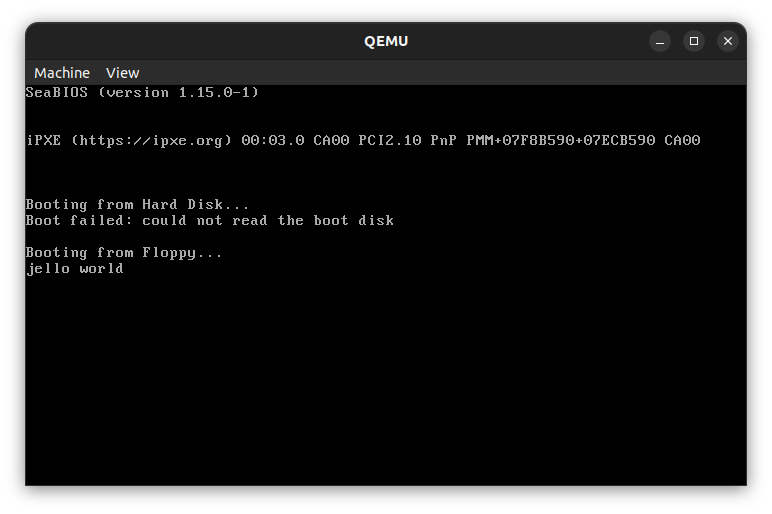 QEMU
Machine View
SeaBIOS (version 1.15.0-1)
iPXE (https://ipxe.org) 00:03.0 CA00 PCI2.10 PnP PMM+07F8B590+07ECB590 CA00
Booting from Hard Disk...
Boot failed: could not read the boot disk
Booting from Floppy...
jello world